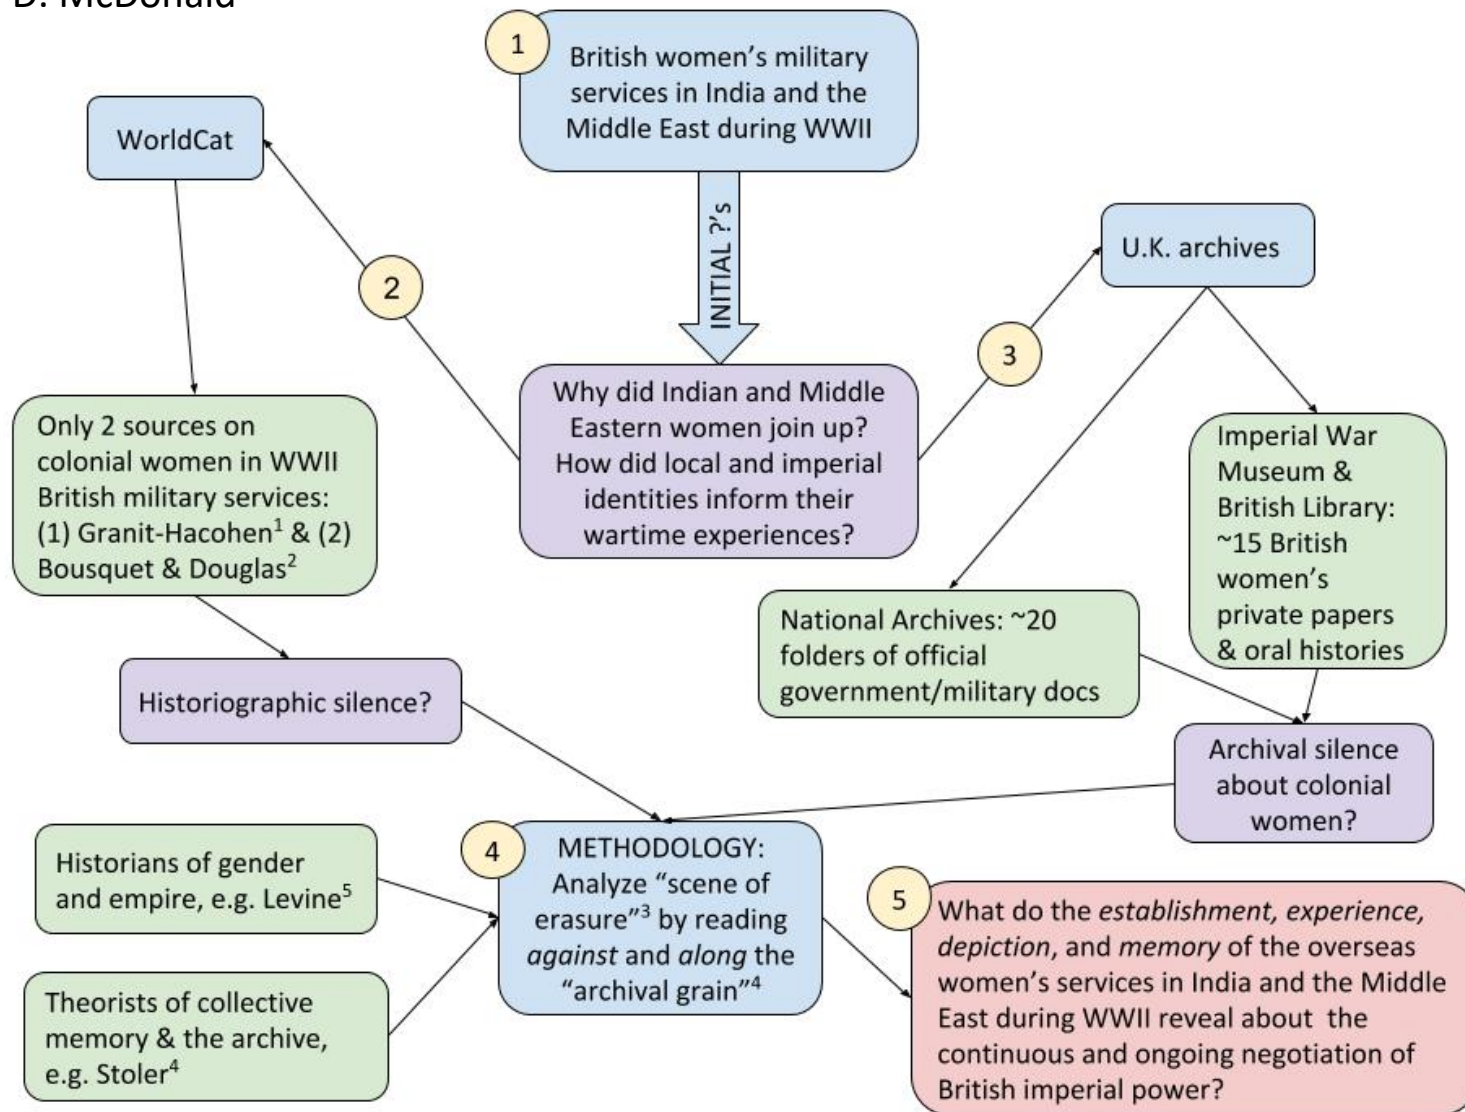 D. McDonald
1
British women's military
services in India and the
Middle East during WWII
WorldCat
INITIAL ?'s
U.K. archives
2
3
Why did Indian and Middle
Eastern women join up?
How did local and imperial
identities inform their
wartime experiences?
Only 2 sources on
colonial women in WWII
British military services:
(1) Granit-Hacohen¹ & (2)
Bousquet & Douglas²
Imperial War
Museum &
British Library:
~15 British
women's
private papers
& oral histories
National Archives: ~20
folders of official
government/military docs
Historiographic silence?
Archival silence
about colonial
women?
4
METHODOLOGY:
Analyze “scene of
erasure”³ by reading
against and along the
“archival grain”⁴
Historians of gender
and empire, e.g. Levine⁵
Theorists of collective
memory & the archive,
e.g. Stoler⁴
5
What do the establishment, experience,
depiction, and memory of the overseas
women's services in India and the Middle
East during WWII reveal about the
continuous and ongoing negotiation of
British imperial power?